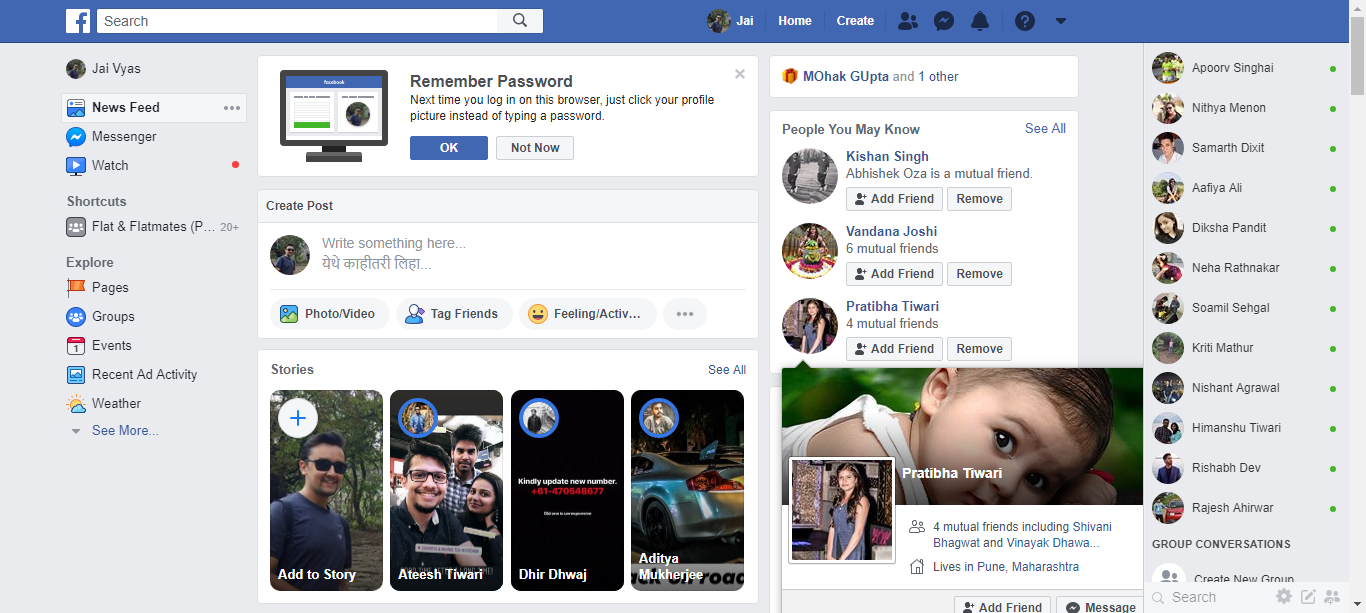 Search
Jai
Home
Create
Jai Vyas
News Feed
Messenger
Watch
Shortcuts
Flat & Flatmates (P... 20+
Explore
Pages
Groups
Events
Recent Ad Activity
Weather
See More...
facebook
Remember Password
Next time you log in on this browser, just click your profile
picture instead of typing a password.
OK
Not Now
Create Post
Write something here...
येथे काहीतरी लिहा...
Photo/Video
Tag Friends
Feeling/Activ...
Stories
See All
Add to Story
Ateesh Tiwari
Kindly update new number.
+61-470548677
Old one is unresponsive
Dhir Dhwaj
Aditya
Mukherjee
MOhak GUpta and 1 other
People You May Know
See All
Kishan Singh
Abhishek Oza is a mutual friend.
Add Friend
Remove
Vandana Joshi
6 mutual friends
Add Friend
Remove
Pratibha Tiwari
4 mutual friends
Add Friend
Remove
Pratibha Tiwari
4 mutual friends including Shivani
Bhagwat and Vinayak Dhawa...
Lives in Pune, Maharashtra
Add Friend
Message
Apoorv Singhai
Nithya Menon
Samarth Dixit
Aafiya Ali
Diksha Pandit
Neha Rathnakar
Soamil Sehgal
Kriti Mathur
Nishant Agrawal
Himanshu Tiwari
Rishabh Dev
Rajesh Ahirwar
GROUP CONVERSATIONS
Create New Group
Search